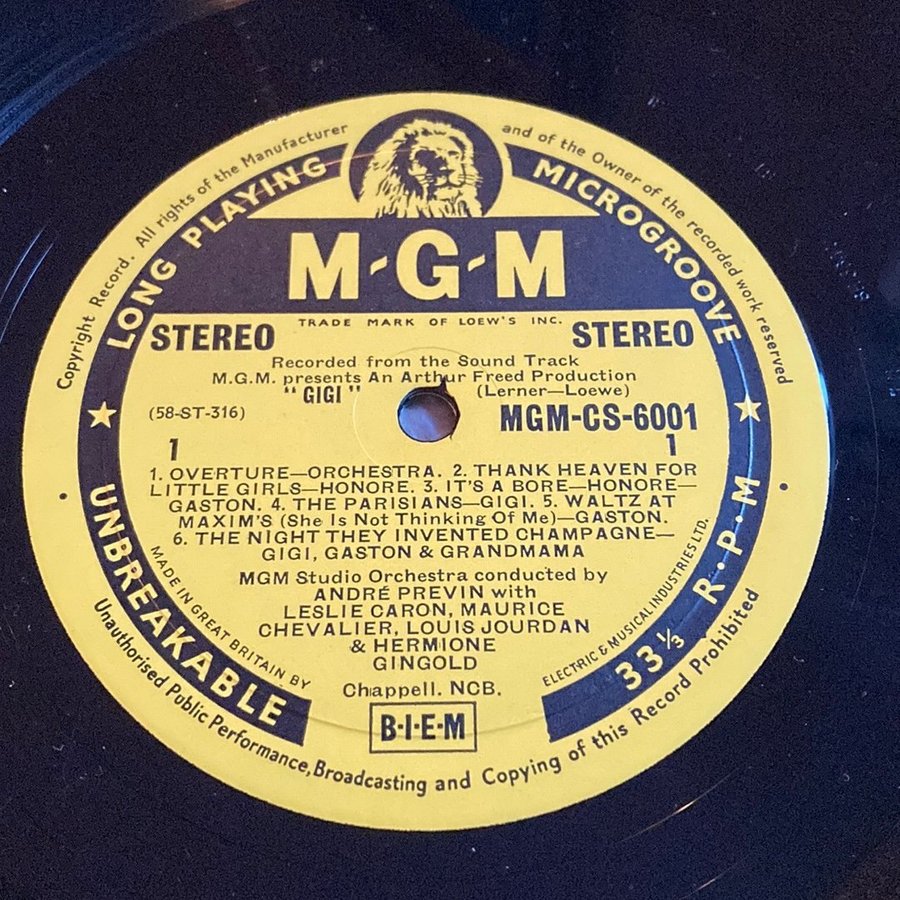 Copyright Record. All rights of the Manufacturer and of the Owner of the recorded work reserved
LONG PLAYING MICROGROOVE
M-G-M
TRADE MARK OF LOEW'S INC.
STEREO STEREO
Recorded from the Sound Track
M.G.M. presents An Arthur Freed Production
"GIGI" (Lerner—Loewe)
(58-ST-316) MGM-CS-6001
1 1
1. OVERTURE—ORCHESTRA. 2. THANK HEAVEN FOR
LITTLE GIRLS—HONORE. 3. IT'S A BORE—HONORE—
GASTON. 4. THE PARISIANS—GIGI. 5. WALTZ AT
MAXIM'S (She Is Not Thinking Of Me)—GASTON.
6. THE NIGHT THEY INVENTED CHAMPAGNE—
GIGI, GASTON & GRANDMAMA
MGM Studio Orchestra conducted by
ANDRÉ PREVIN with
LESLIE CARON, MAURICE
CHEVALIER, LOUIS JOURDAN
& HERMIONE
GINGOLD
Chappell. NCB.
B·I·E·M
MADE IN GREAT BRITAIN BY
ELECTRIC & MUSICAL INDUSTRIES LTD.
UNBREAKABLE
33⅓ R·P·M
Unauthorised Public Performance, Broadcasting and Copying of this Record Prohibited